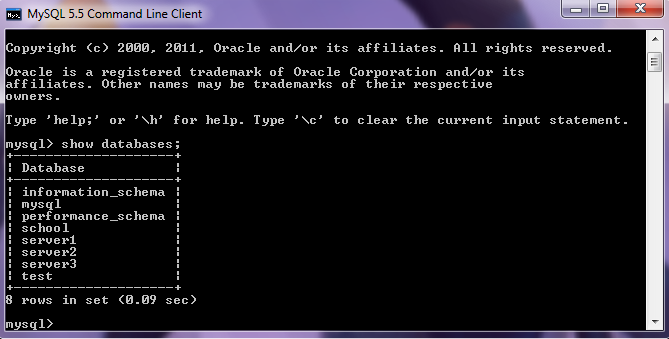 MySQL 5.5 Command Line Client
Copyright (c) 2000, 2011, Oracle and/or its affiliates. All rights reserved.
Oracle is a registered trademark of Oracle Corporation and/or its
affiliates. Other names may be trademarks of their respective
owners.
Type 'help;' or '\h' for help. Type '\c' to clear the current input statement.
mysql> show databases;
+--------------------+
| Database           |
+--------------------+
| information_schema |
| mysql              |
| performance_schema |
| school             |
| server1            |
| server2            |
| server3            |
| test               |
+--------------------+
8 rows in set (0.09 sec)
mysql>